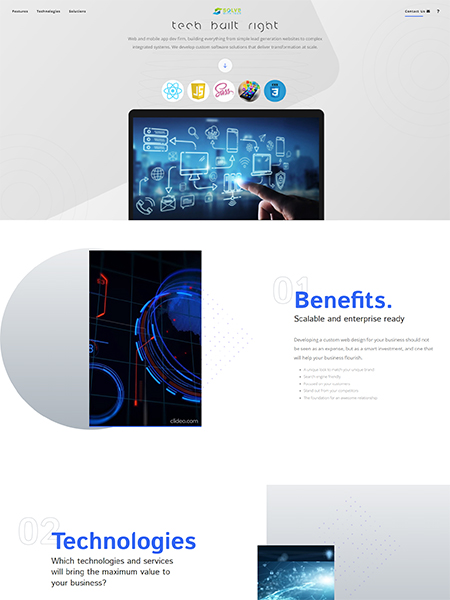 Features Technologies Solutions
SOLVE
Contact Us ?
tech built right
Web and mobile app dev firm, building everything from simple lead generation websites to complex
integrated systems. We develop custom software solutions that deliver transformation at scale.
JS
Sass
3
01
Benefits.
Scalable and enterprise ready
Developing a custom web design for your business should not
be seen as an expense, but as a smart investment, and one that
will help your business flourish.
A unique look to match your unique brand
Search engine friendly
Focused on your customers
Stand out from your competitors
The foundation for an awesome relationship
clideo.com
02
Technologies
Which technologies and services
will bring the maximum value to
your business?